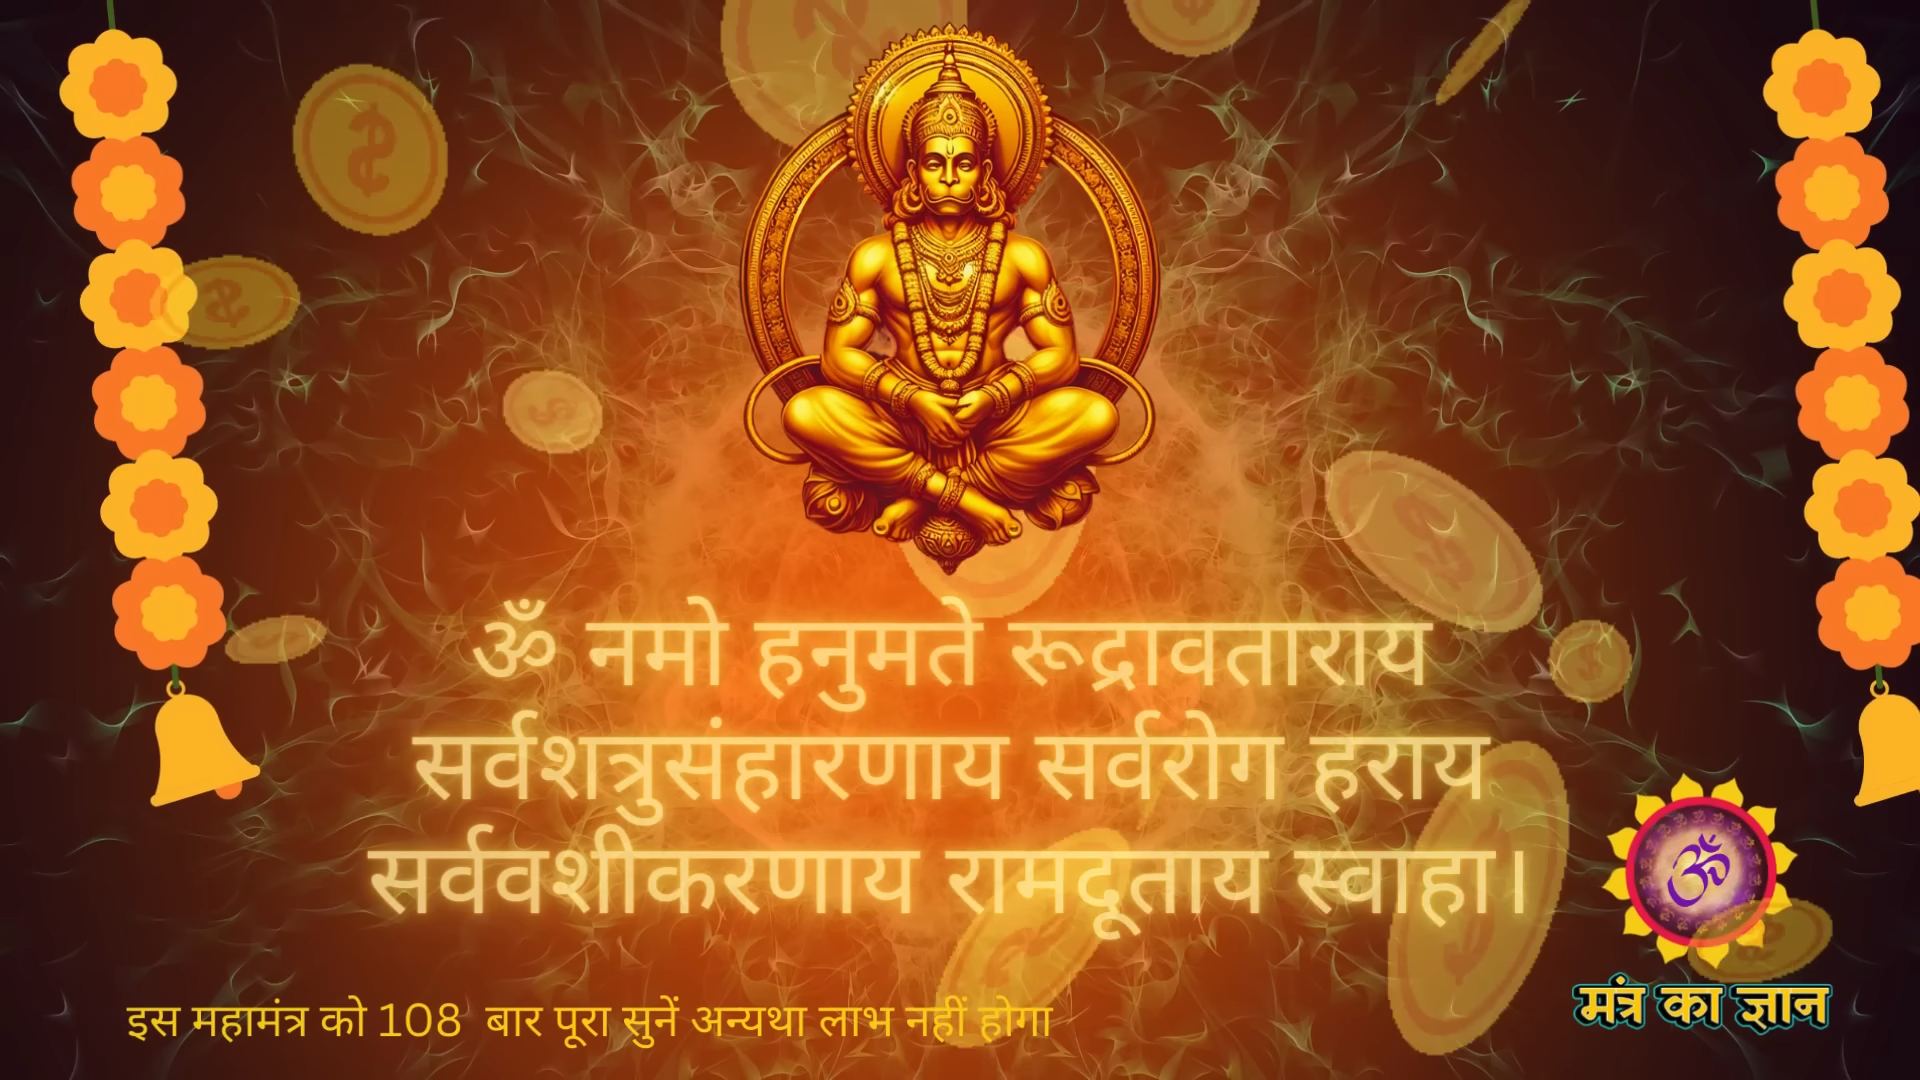 ॐ नमो हनुमते रूद्रावताराय
सर्वशत्रुसंहारणाय सर्वरोग हराय
सर्ववशीकरणाय रामदूताय स्वाहा।
इस महामंत्र को 108 बार पूरा सुनें अन्यथा लाभ नहीं होगा
ॐ
मंत्र का ज्ञान